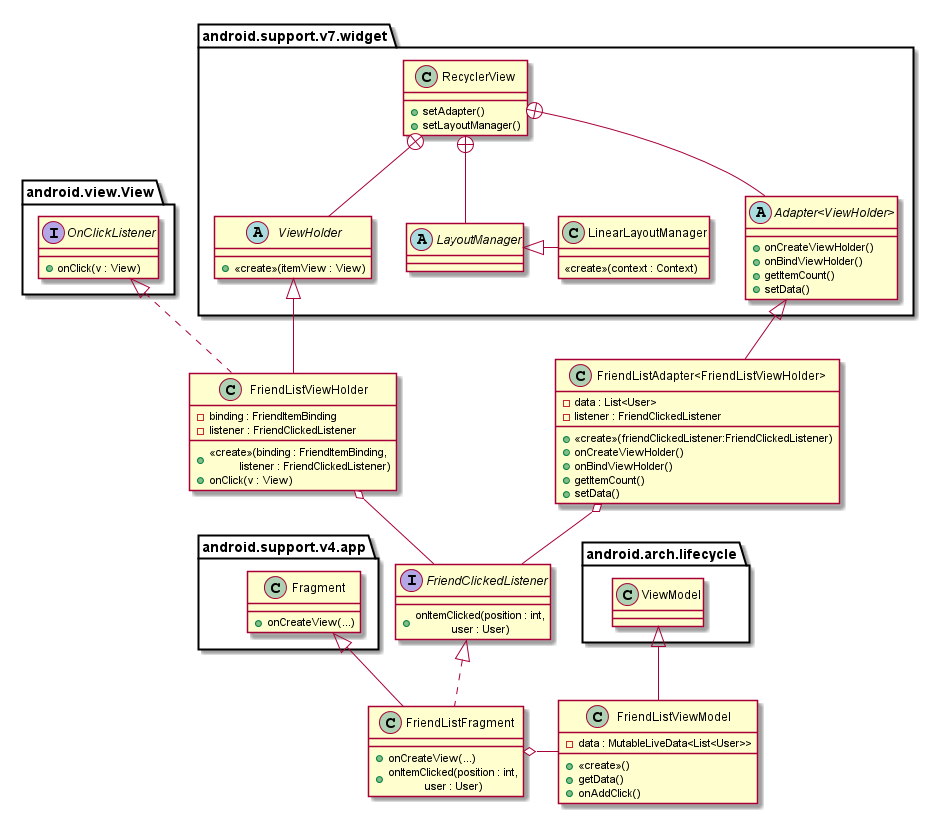 android.support.v7.widget
C RecyclerView
setAdapter()
setLayoutManager()
android.view.View
I OnClickListener
onClick(v : View)
A ViewHolder
«create»(itemView : View)
A LayoutManager
C LinearLayoutManager
«create»(context : Context)
A Adapter<ViewHolder>
onCreateViewHolder()
onBindViewHolder()
getItemCount()
setData()
C FriendListViewHolder
binding : FriendItemBinding
listener : FriendClickedListener
«create»(binding : FriendItemBinding,
listener : FriendClickedListener)
onClick(v : View)
C FriendListAdapter<FriendListViewHolder>
data : List<User>
listener : FriendClickedListener
«create»(friendClickedListener:FriendClickedListener)
onCreateViewHolder()
onBindViewHolder()
getItemCount()
setData()
android.support.v4.app
C Fragment
onCreateView(...)
I FriendClickedListener
onItemClicked(position : int,
user : User)
android.arch.lifecycle
C ViewModel
C FriendListFragment
onCreateView(...)
onItemClicked(position : int,
user : User)
C FriendListViewModel
data : MutableLiveData<List<User>>
«create»()
getData()
onAddClick()